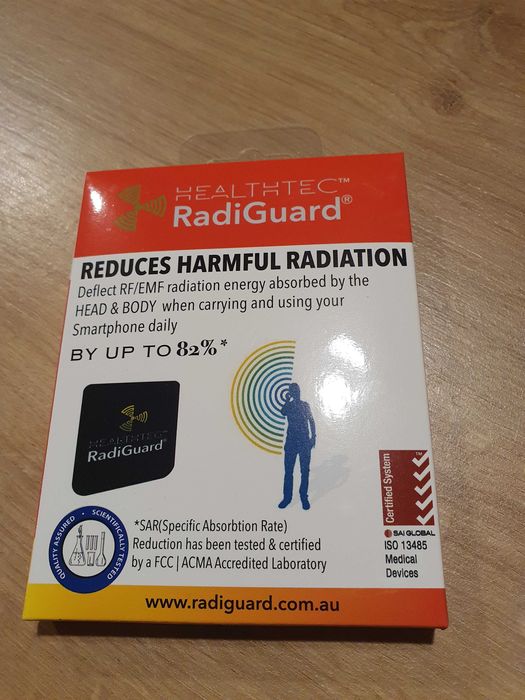 HEALTHTEC™
RadiGuard®
REDUCES HARMFUL RADIATION
Deflect RF/EMF radiation energy absorbed by the
HEAD & BODY when carrying and using your
Smartphone daily
BY UP TO 82%*
HEALTHTEC
RadiGuard®
Certified System
™
SAI GLOBAL
ISO 13485
Medical
Devices
QUALITY ASSURED • SCIENTIFICALLY TESTED
*SAR(Specific Absorbtion Rate)
Reduction has been tested & certified
by a FCC | ACMA Accredited Laboratory
www.radiguard.com.au